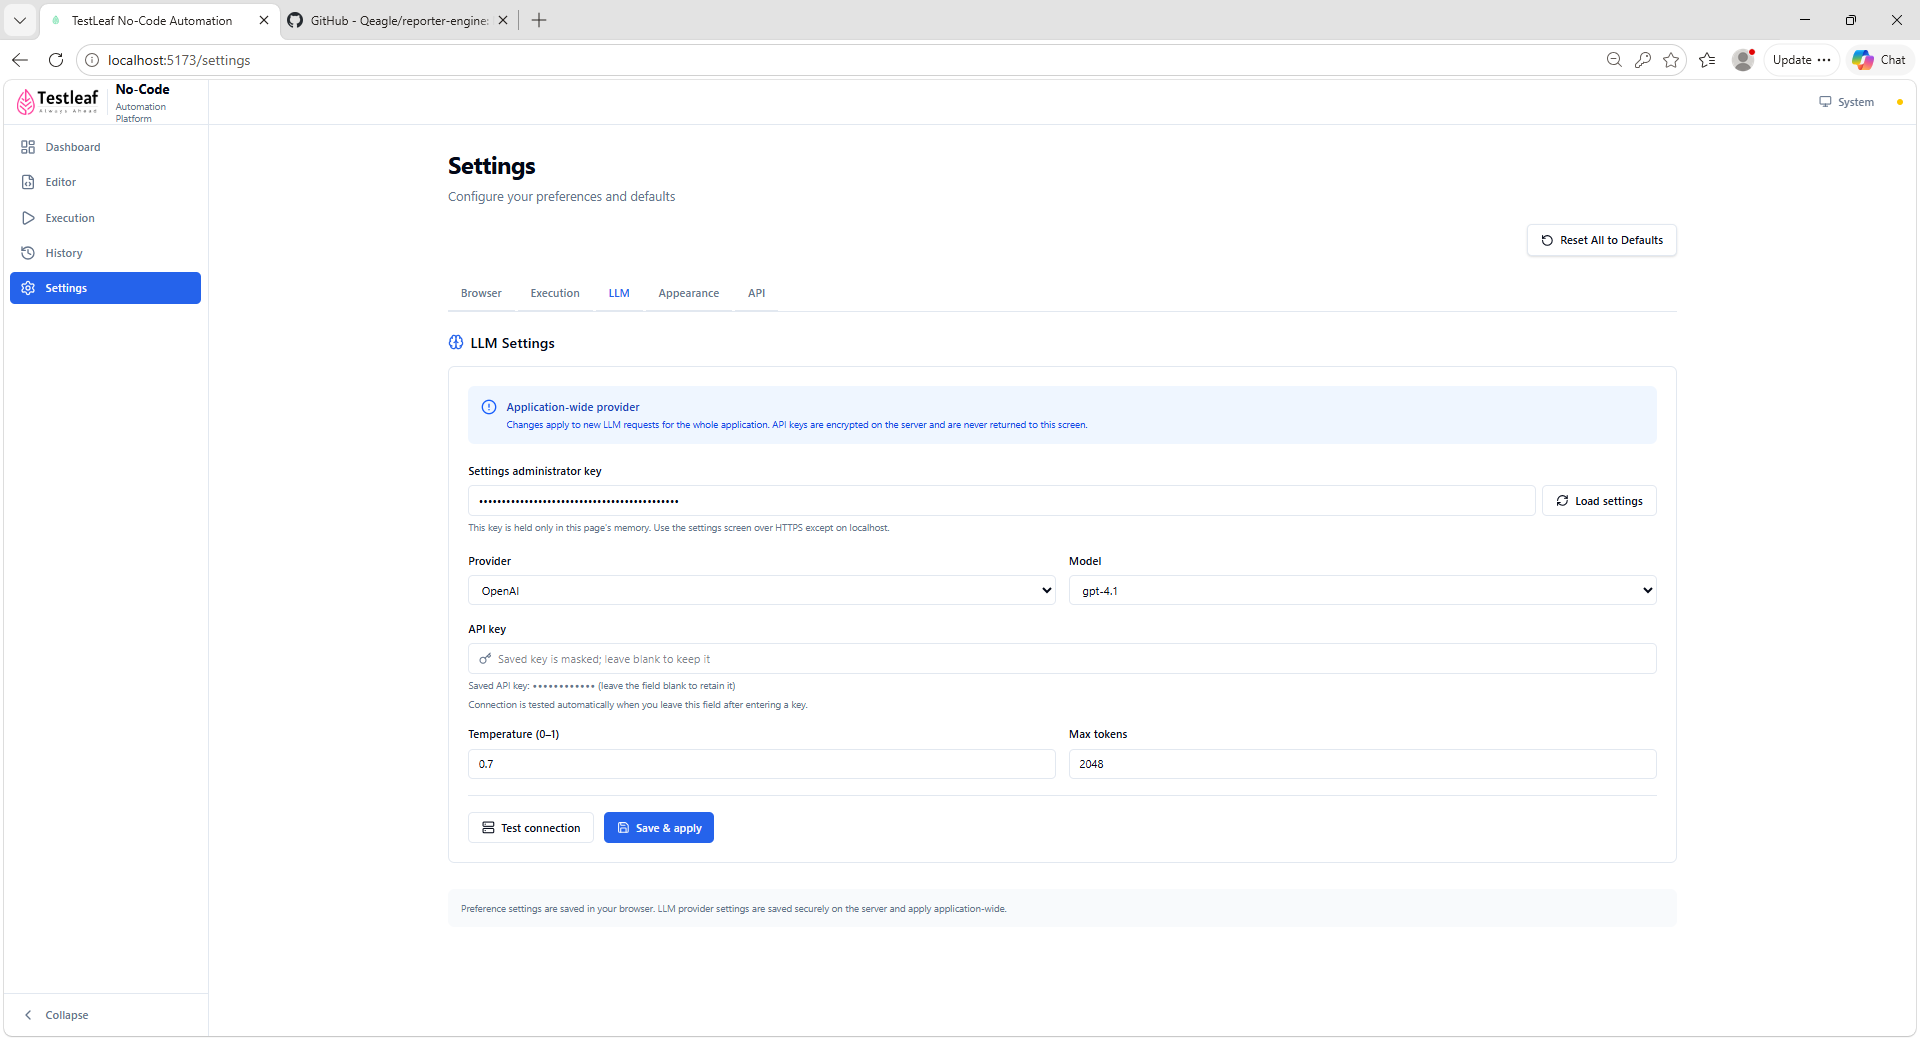 TestLeaf No-Code Automation
GitHub - Qeagle/reporter-engine:
localhost:5173/settings
Update
Chat
Testleaf
Always Ahead
No-Code
Automation
Platform
System
Dashboard
Editor
Execution
History
Settings
Settings
Configure your preferences and defaults
Reset All to Defaults
Browser Execution LLM Appearance API
LLM Settings
Application-wide provider
Changes apply to new LLM requests for the whole application. API keys are encrypted on the server and are never returned to this screen.
Settings administrator key
••••••••••••••••••••••••••••••••••••••••••••
Load settings
This key is held only in this page's memory. Use the settings screen over HTTPS except on localhost.
Provider
OpenAI
Model
gpt-4.1
API key
Saved key is masked; leave blank to keep it
Saved API key: •••••••••••• (leave the field blank to retain it)
Connection is tested automatically when you leave this field after entering a key.
Temperature (0–1)
0.7
Max tokens
2048
Test connection
Save & apply
Preference settings are saved in your browser. LLM provider settings are saved securely on the server and apply application-wide.
Collapse